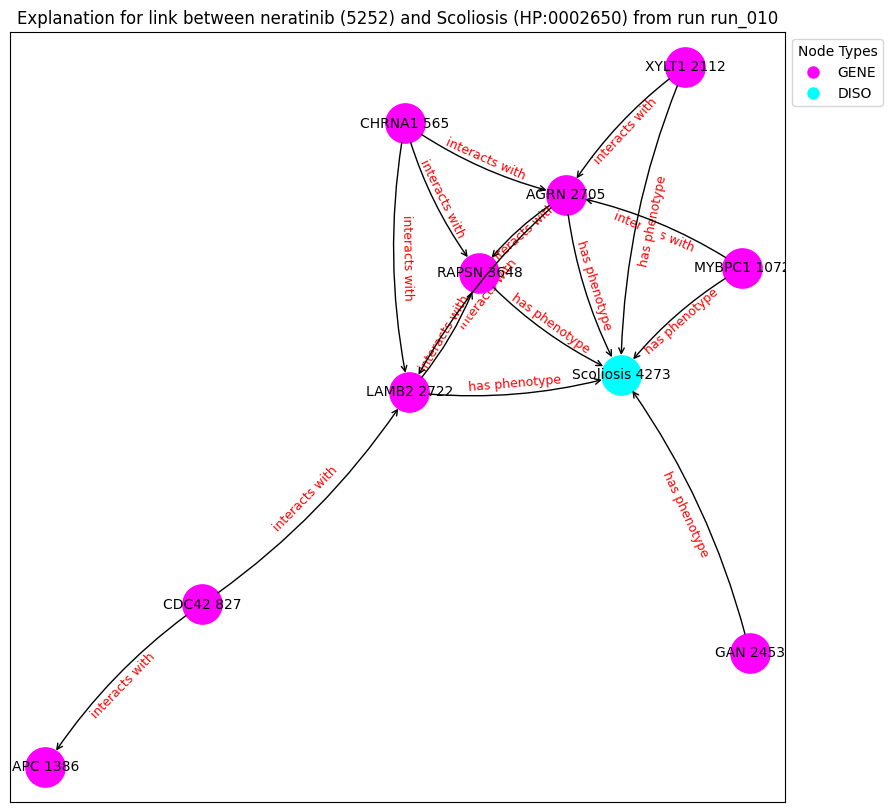 Explanation for link between neratinib (5252) and Scoliosis (HP:0002650) from run run_010
Node Types
GENE
DISO
XYLT1 2112
CHRNA1 565
interacts with
interacts with
AGRN 2705
interacts with
interacts with
has phenotype
interacts with
interacts with
RAPSN 3648
MYBPC1 1072
has phenotype
interacts with
interacts with
has phenotype
has phenotype
Scoliosis 4273
LAMB2 2722
has phenotype
interacts with
has phenotype
CDC42 827
GAN 2453
interacts with
APC 1386